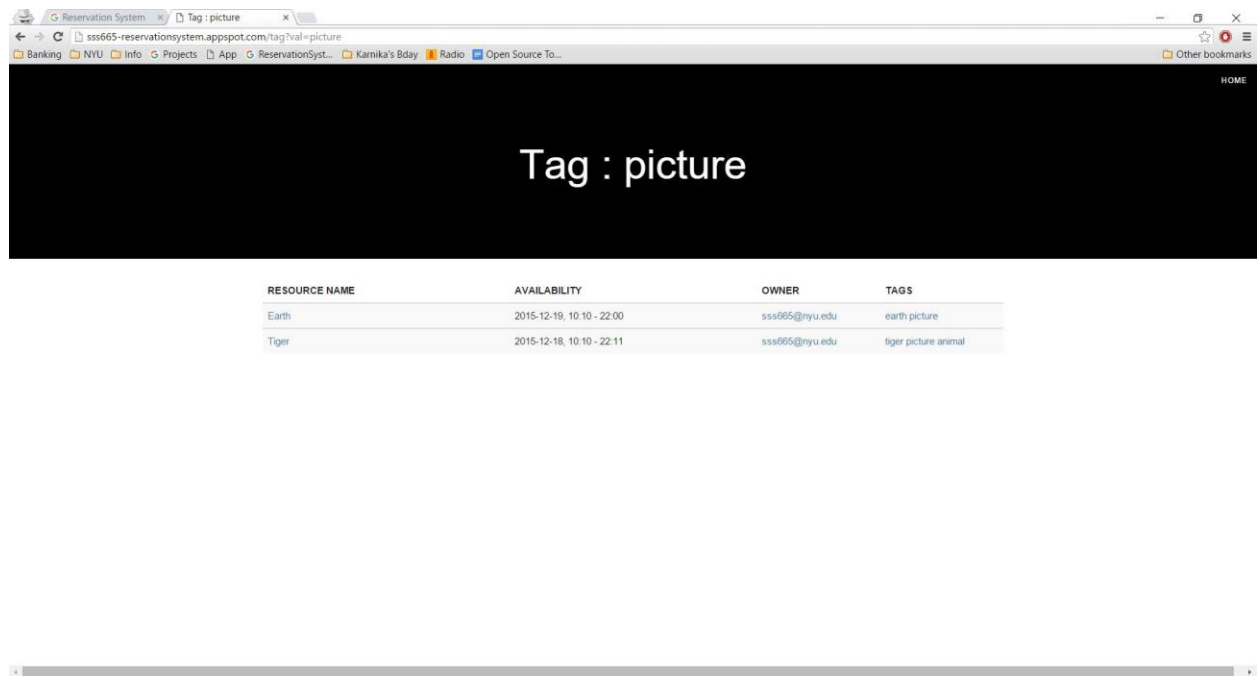 G Reservation System
Tag : picture
sss665-reservationsystem.appspot.com/tag?val=picture
Banking NYU Info G Projects App G ReservationSyst... Karnika's Bday Radio Open Source To... Other bookmarks
HOME
Tag : picture
RESOURCE NAME AVAILABILITY OWNER TAGS
Earth 2015-12-19, 10:10 - 22:00 sss665@nyu.edu earth picture
Tiger 2015-12-18, 10:10 - 22:11 sss665@nyu.edu tiger picture animal